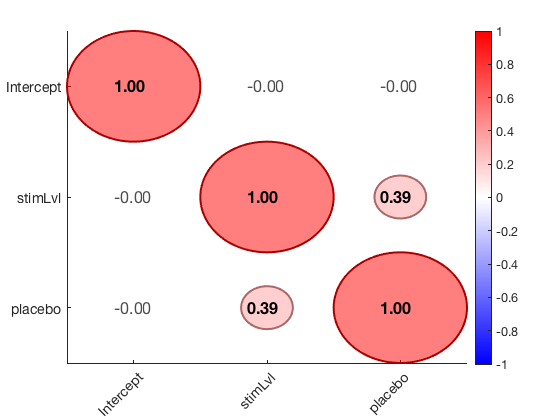 Intercept 1.00 -0.00 -0.00
stimLvl -0.00 1.00 0.39
placebo -0.00 0.39 1.00
Intercept stimLvl placebo
1
0.8
0.6
0.4
0.2
0
-0.2
-0.4
-0.6
-0.8
-1